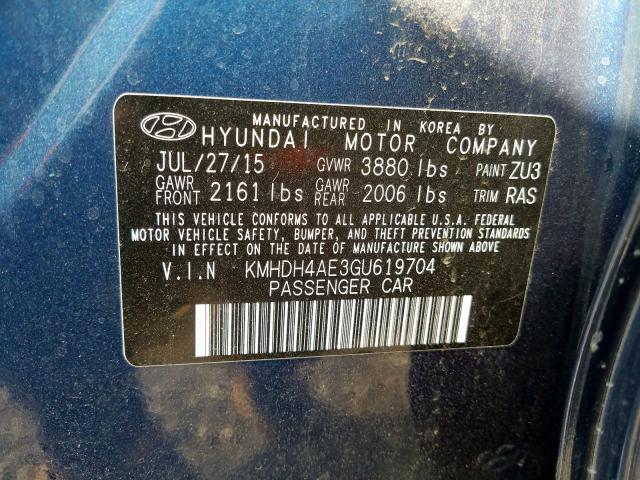 MANUFACTURED IN KOREA BY
HYUNDAI MOTOR COMPANY
JUL/27/15 GVWR 3880 lbs PAINT ZU3
GAWR FRONT 2161 lbs GAWR REAR 2006 lbs TRIM RAS
THIS VEHICLE CONFORMS TO ALL APPLICABLE U.S.A. FEDERAL
MOTOR VEHICLE SAFETY, BUMPER, AND THEFT PREVENTION STANDARDS
IN EFFECT ON THE DATE OF MANUFACTURE SHOWN ABOVE.
V.I.N KMHDH4AE3GU619704
PASSENGER CAR